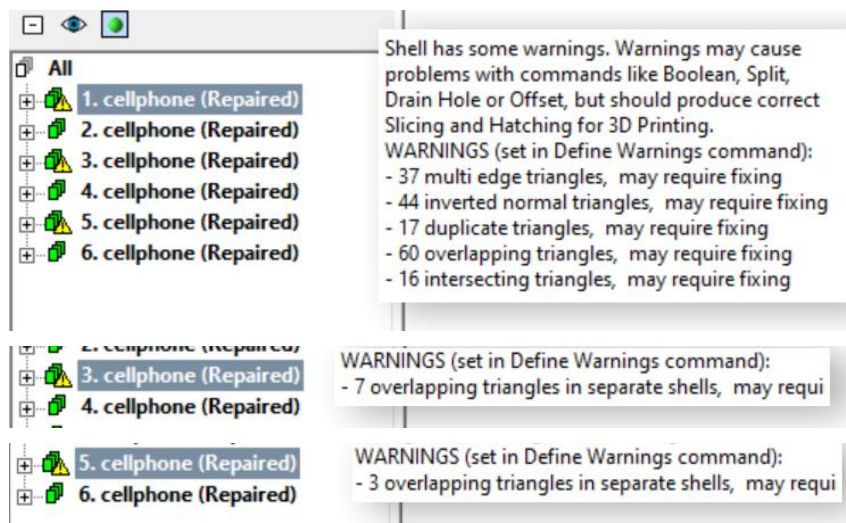 All
1. cellphone (Repaired)
2. cellphone (Repaired)
3. cellphone (Repaired)
4. cellphone (Repaired)
5. cellphone (Repaired)
6. cellphone (Repaired)
Shell has some warnings. Warnings may cause
problems with commands like Boolean, Split,
Drain Hole or Offset, but should produce correct
Slicing and Hatching for 3D Printing.
WARNINGS (set in Define Warnings command):
- 37 multi edge triangles, may require fixing
- 44 inverted normal triangles, may require fixing
- 17 duplicate triangles, may require fixing
- 60 overlapping triangles, may require fixing
- 16 intersecting triangles, may require fixing
2. cellphone (Repaired)
3. cellphone (Repaired)
4. cellphone (Repaired)
WARNINGS (set in Define Warnings command):
- 7 overlapping triangles in separate shells, may requi
5. cellphone (Repaired)
6. cellphone (Repaired)
WARNINGS (set in Define Warnings command):
- 3 overlapping triangles in separate shells, may requi